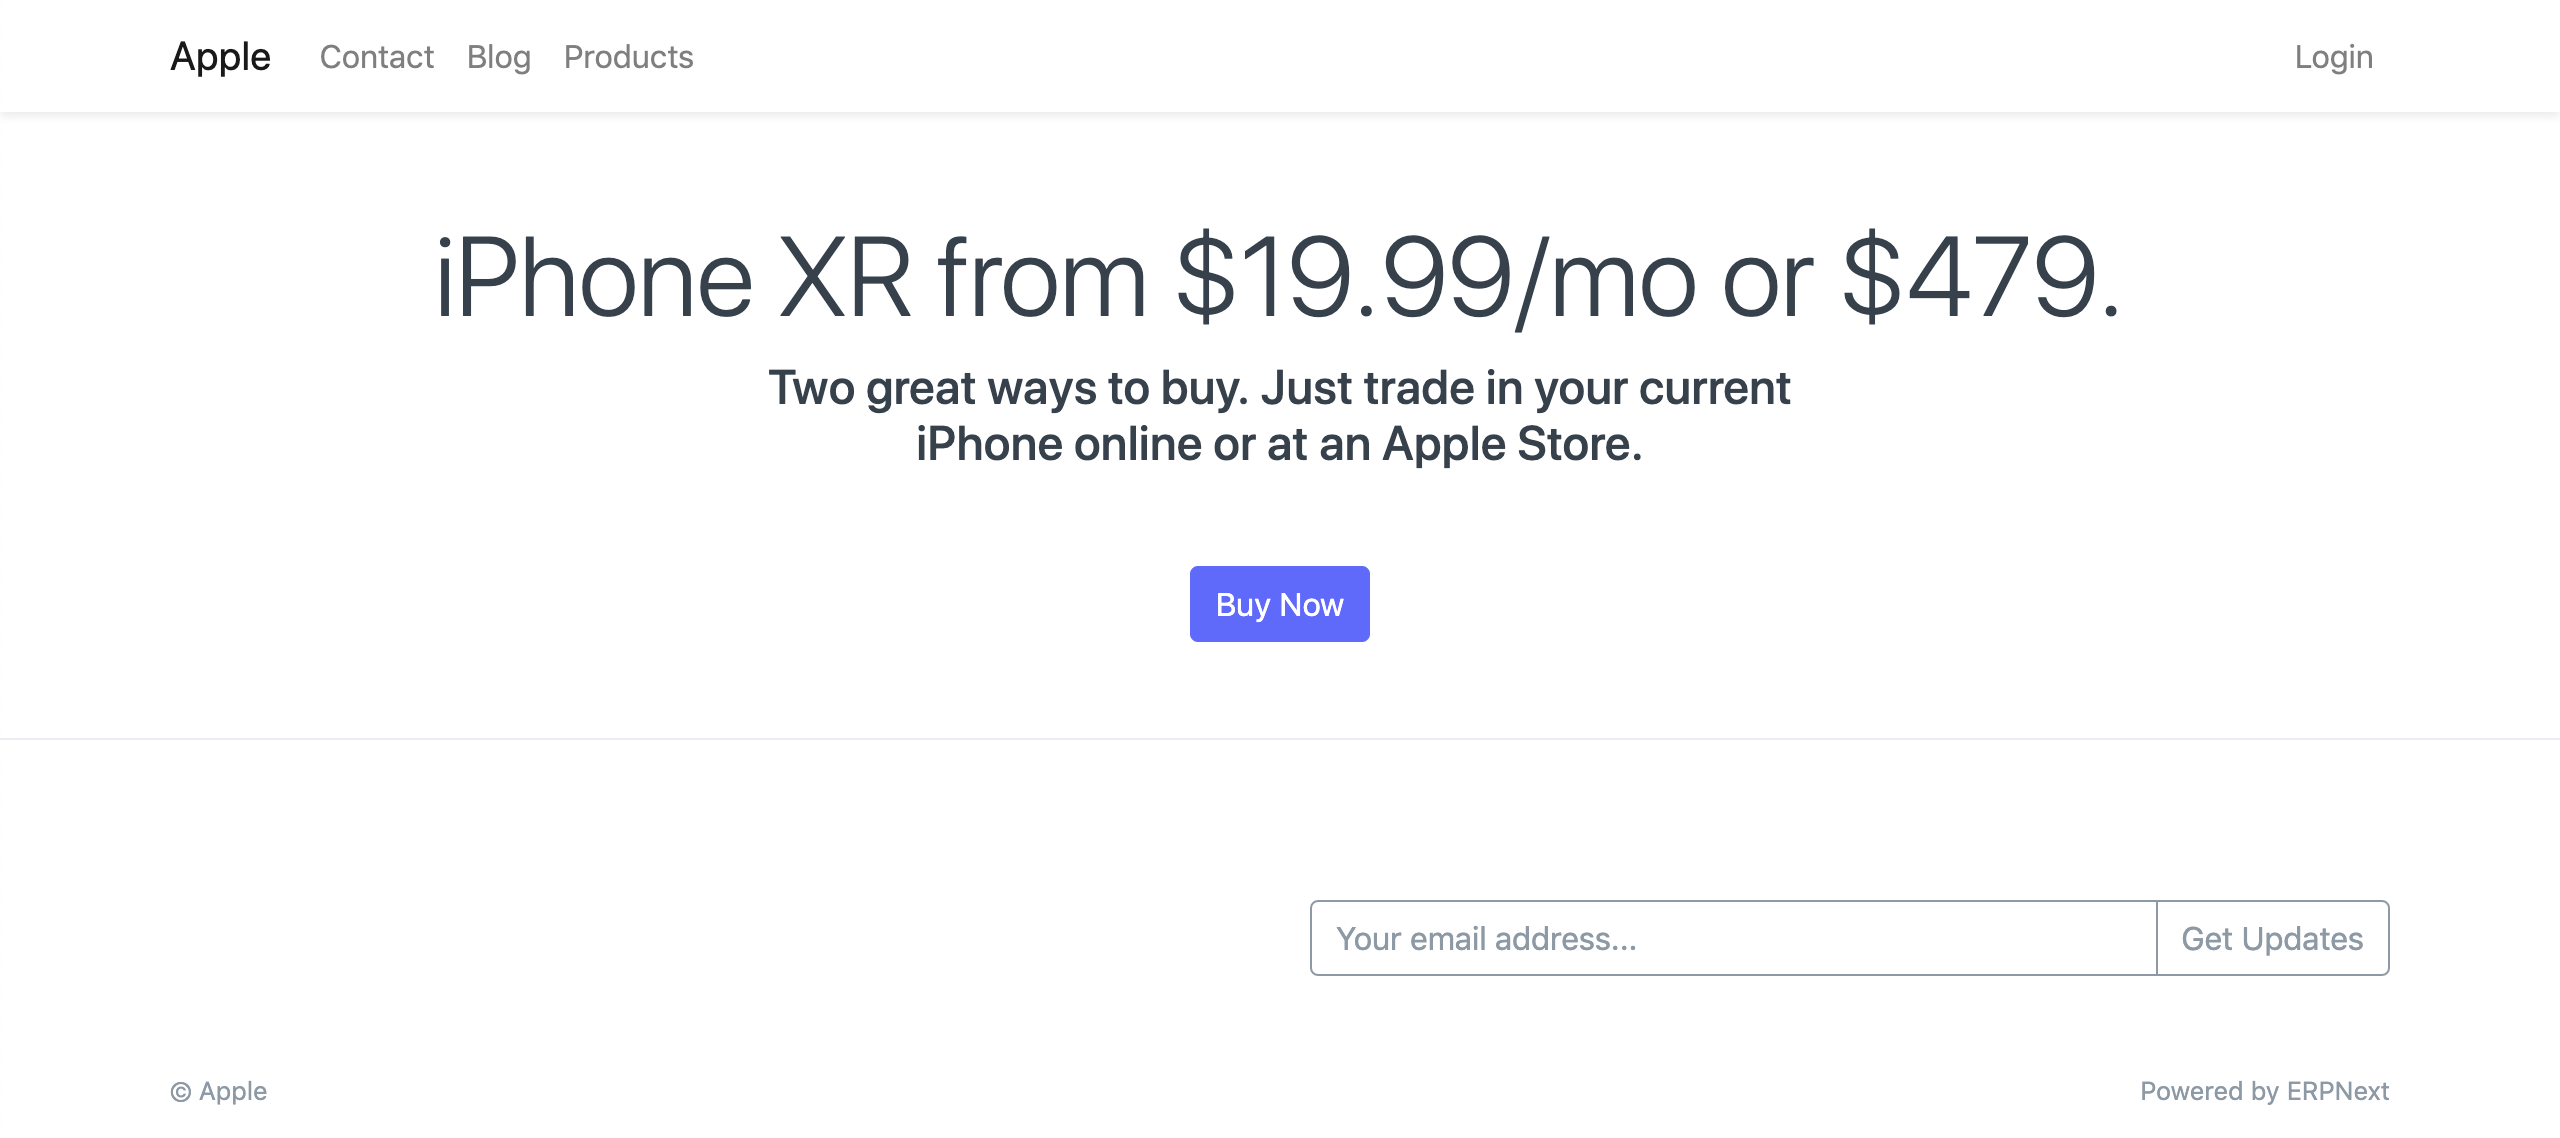 Apple Contact Blog Products Login
iPhone XR from $19.99/mo or $479.
Two great ways to buy. Just trade in your current
iPhone online or at an Apple Store.
Buy Now
Your email address... Get Updates
© Apple Powered by ERPNext